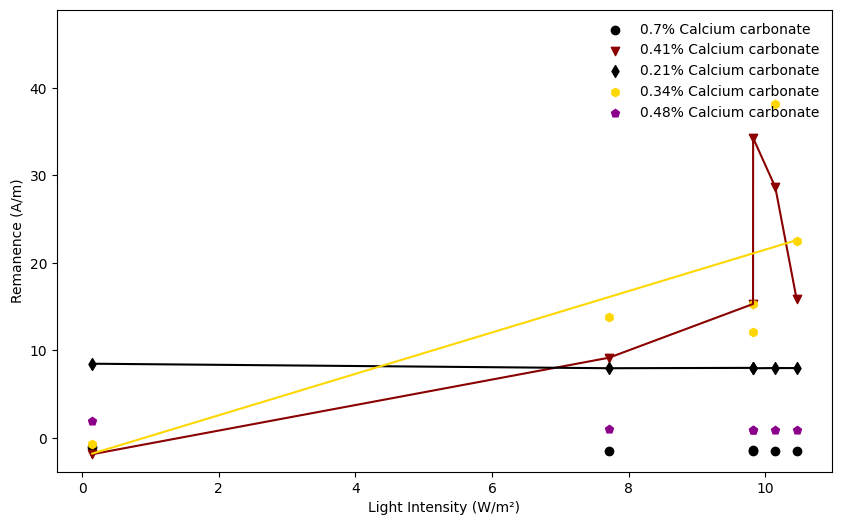 0.7% Calcium carbonate
0.41% Calcium carbonate
0.21% Calcium carbonate
0.34% Calcium carbonate
0.48% Calcium carbonate
Remanence (A/m)
40
30
20
10
0
0 2 4 6 8 10
Light Intensity (W/m²)